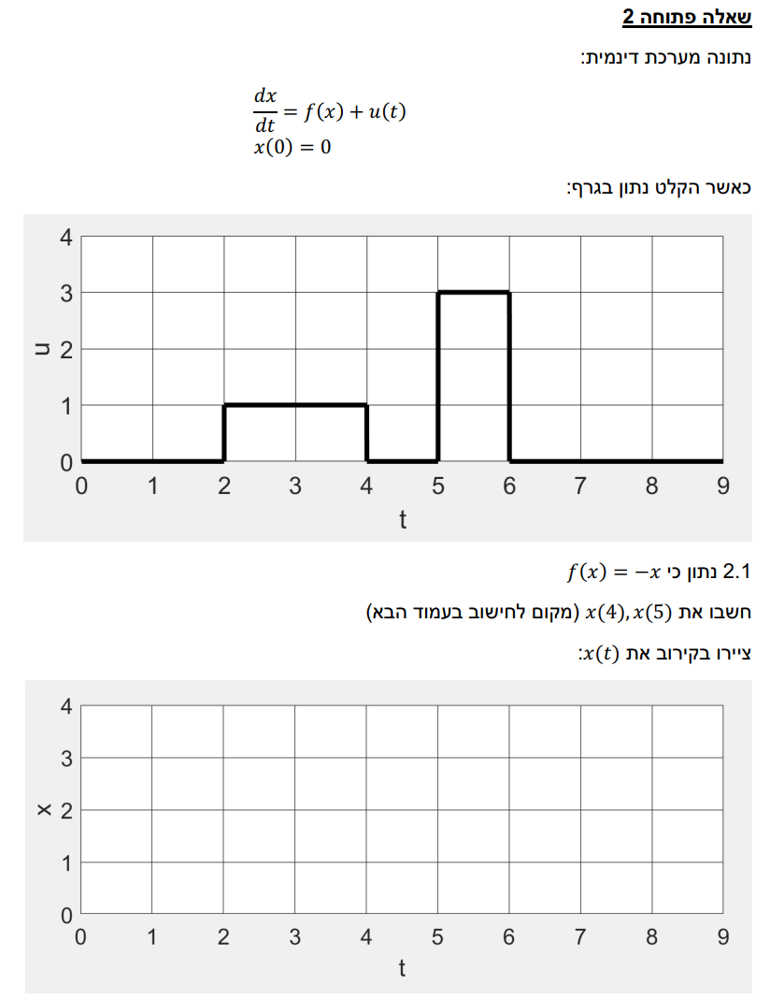 שאלה פתוחה 2
נתונה מערכת דינמית:
dx/dt = f(x) + u(t)
x(0) = 0
כאשר הקלט נתון בגרף:
4
3
2
1
0
u
0 1 2 3 4 5 6 7 8 9
t
2.1 נתון כי f(x) = −x
חשבו את x(4), x(5) (מקום לחישוב בעמוד הבא)
ציירו בקירוב את x(t):
4
3
2
1
0
x
0 1 2 3 4 5 6 7 8 9
t